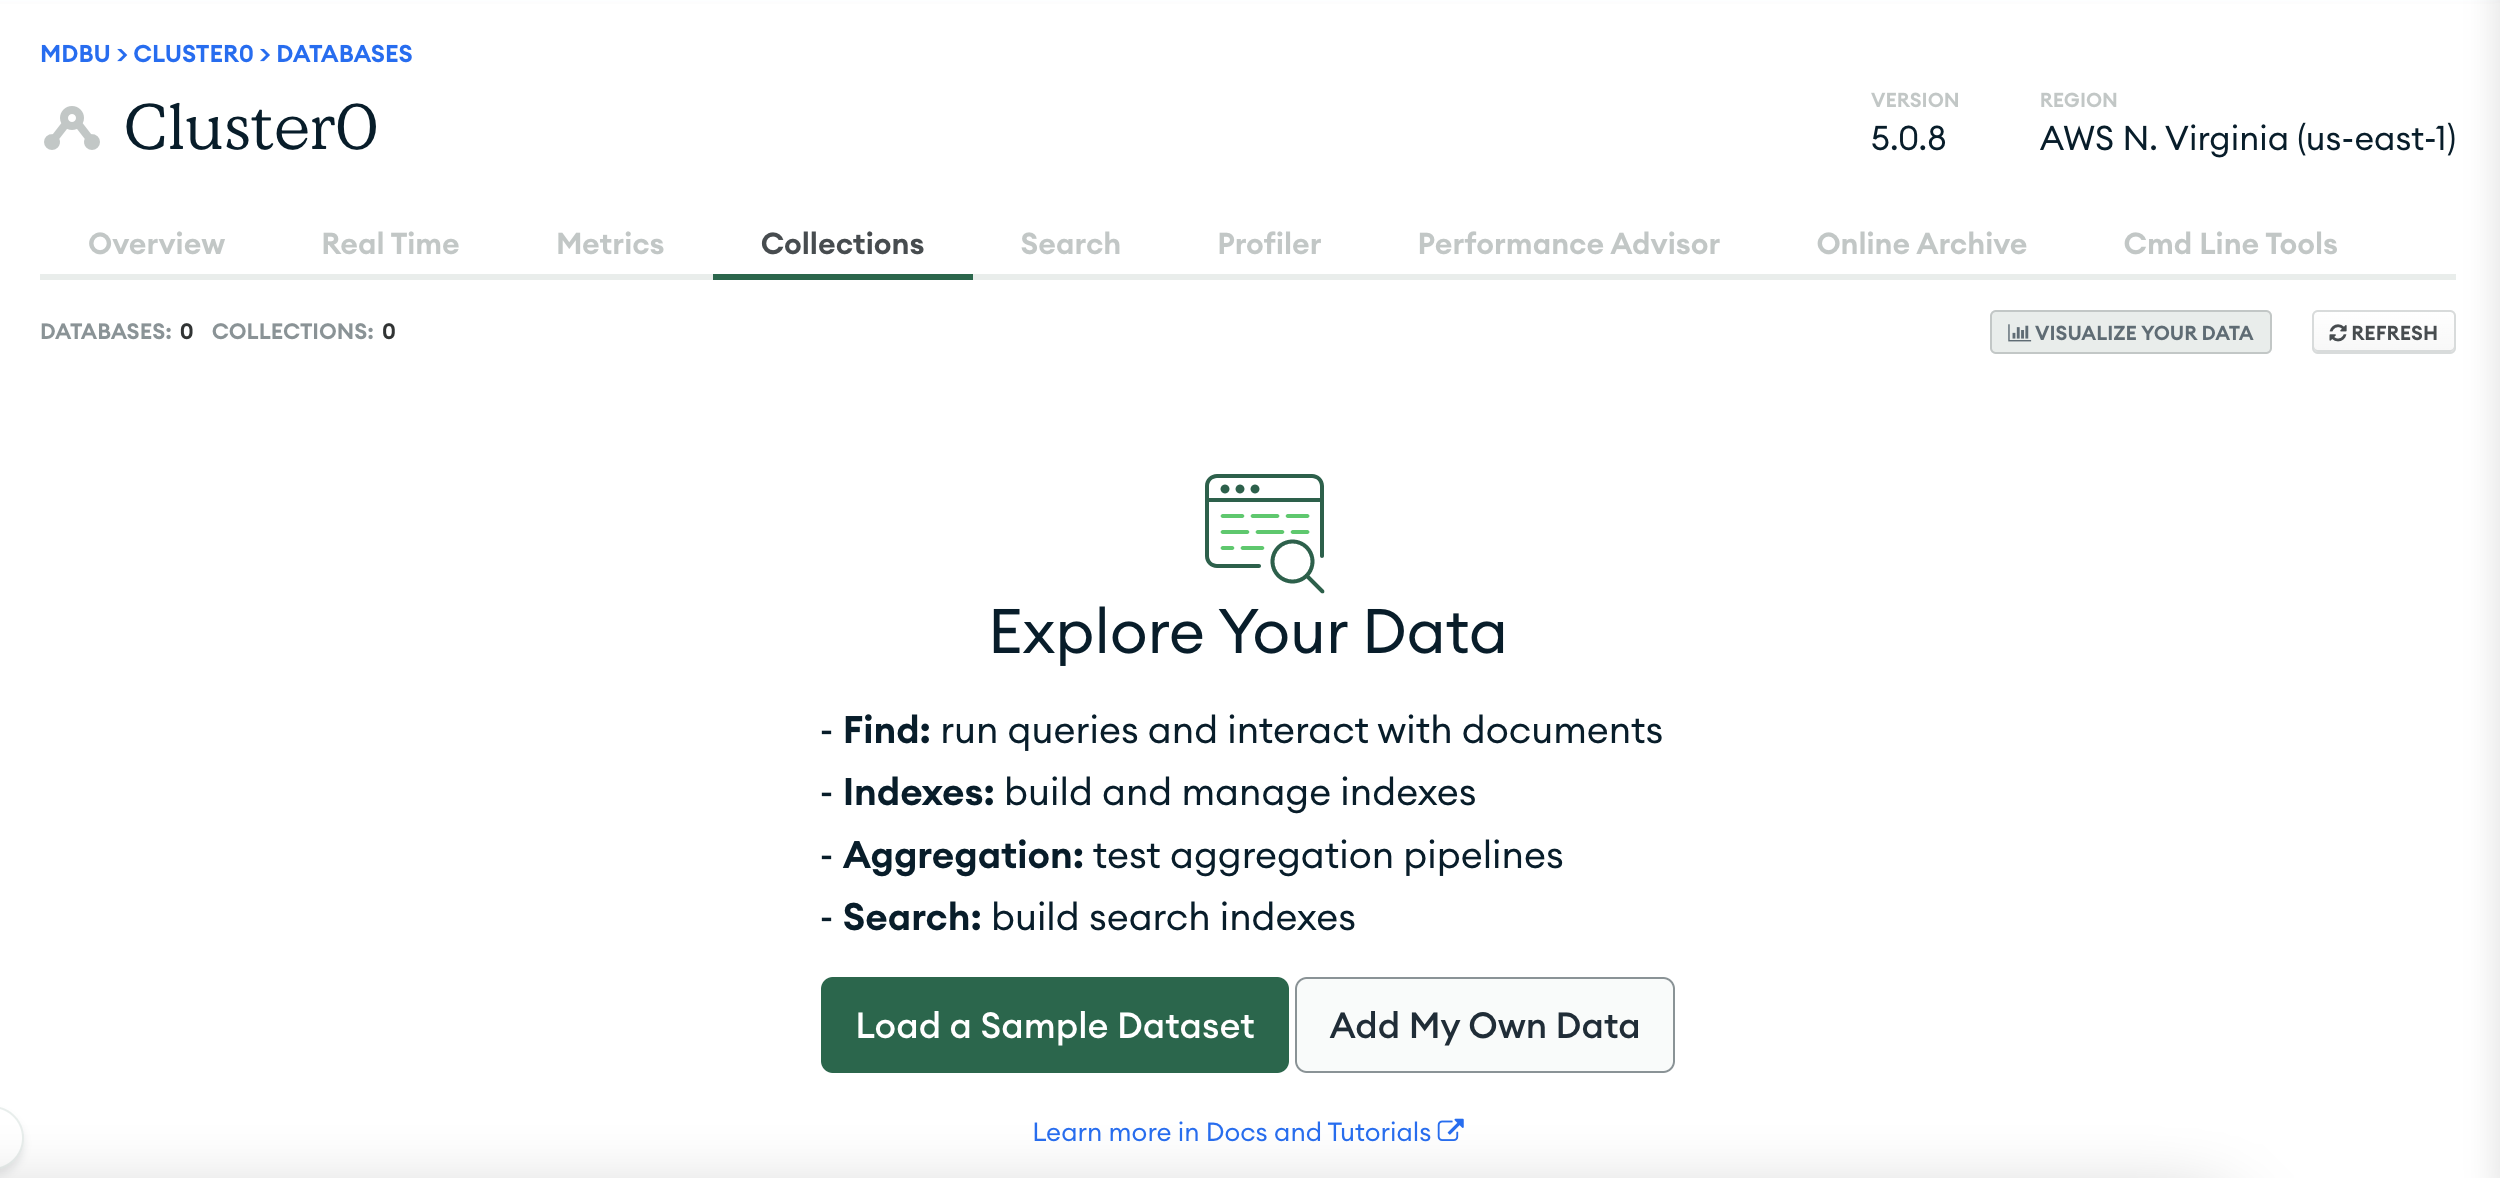 MDBU > CLUSTER0 > DATABASES
Cluster0
VERSION
5.0.8
REGION
AWS N. Virginia (us-east-1)
Overview Real Time Metrics Collections Search Profiler Performance Advisor Online Archive Cmd Line Tools
DATABASES: 0 COLLECTIONS: 0
VISUALIZE YOUR DATA
REFRESH
Explore Your Data
- Find: run queries and interact with documents
- Indexes: build and manage indexes
- Aggregation: test aggregation pipelines
- Search: build search indexes
Load a Sample Dataset
Add My Own Data
Learn more in Docs and Tutorials